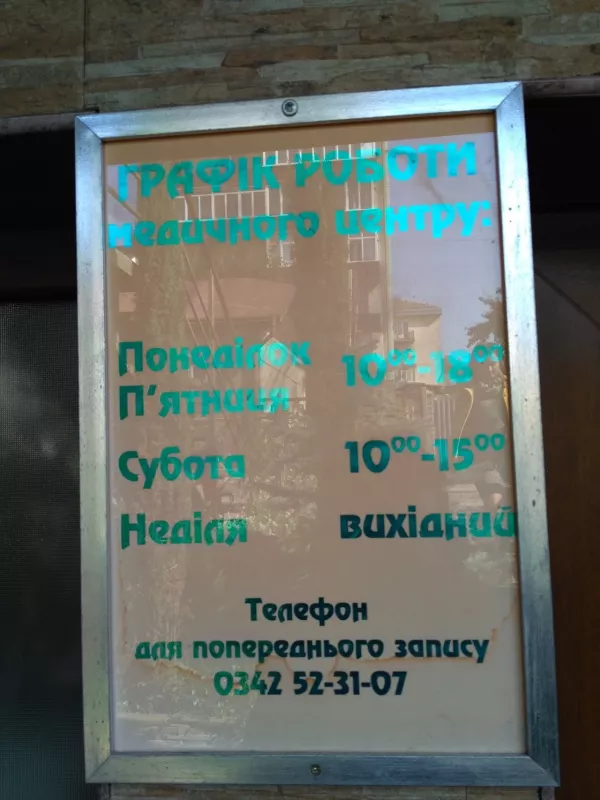 ГРАФІК РОБОТИ
медичного центру:
Понеділок
П'ятниця
10⁰⁰-18⁰⁰
Субота 10⁰⁰-15⁰⁰
Неділя вихідний
Телефон
для попереднього запису
0342 52-31-07